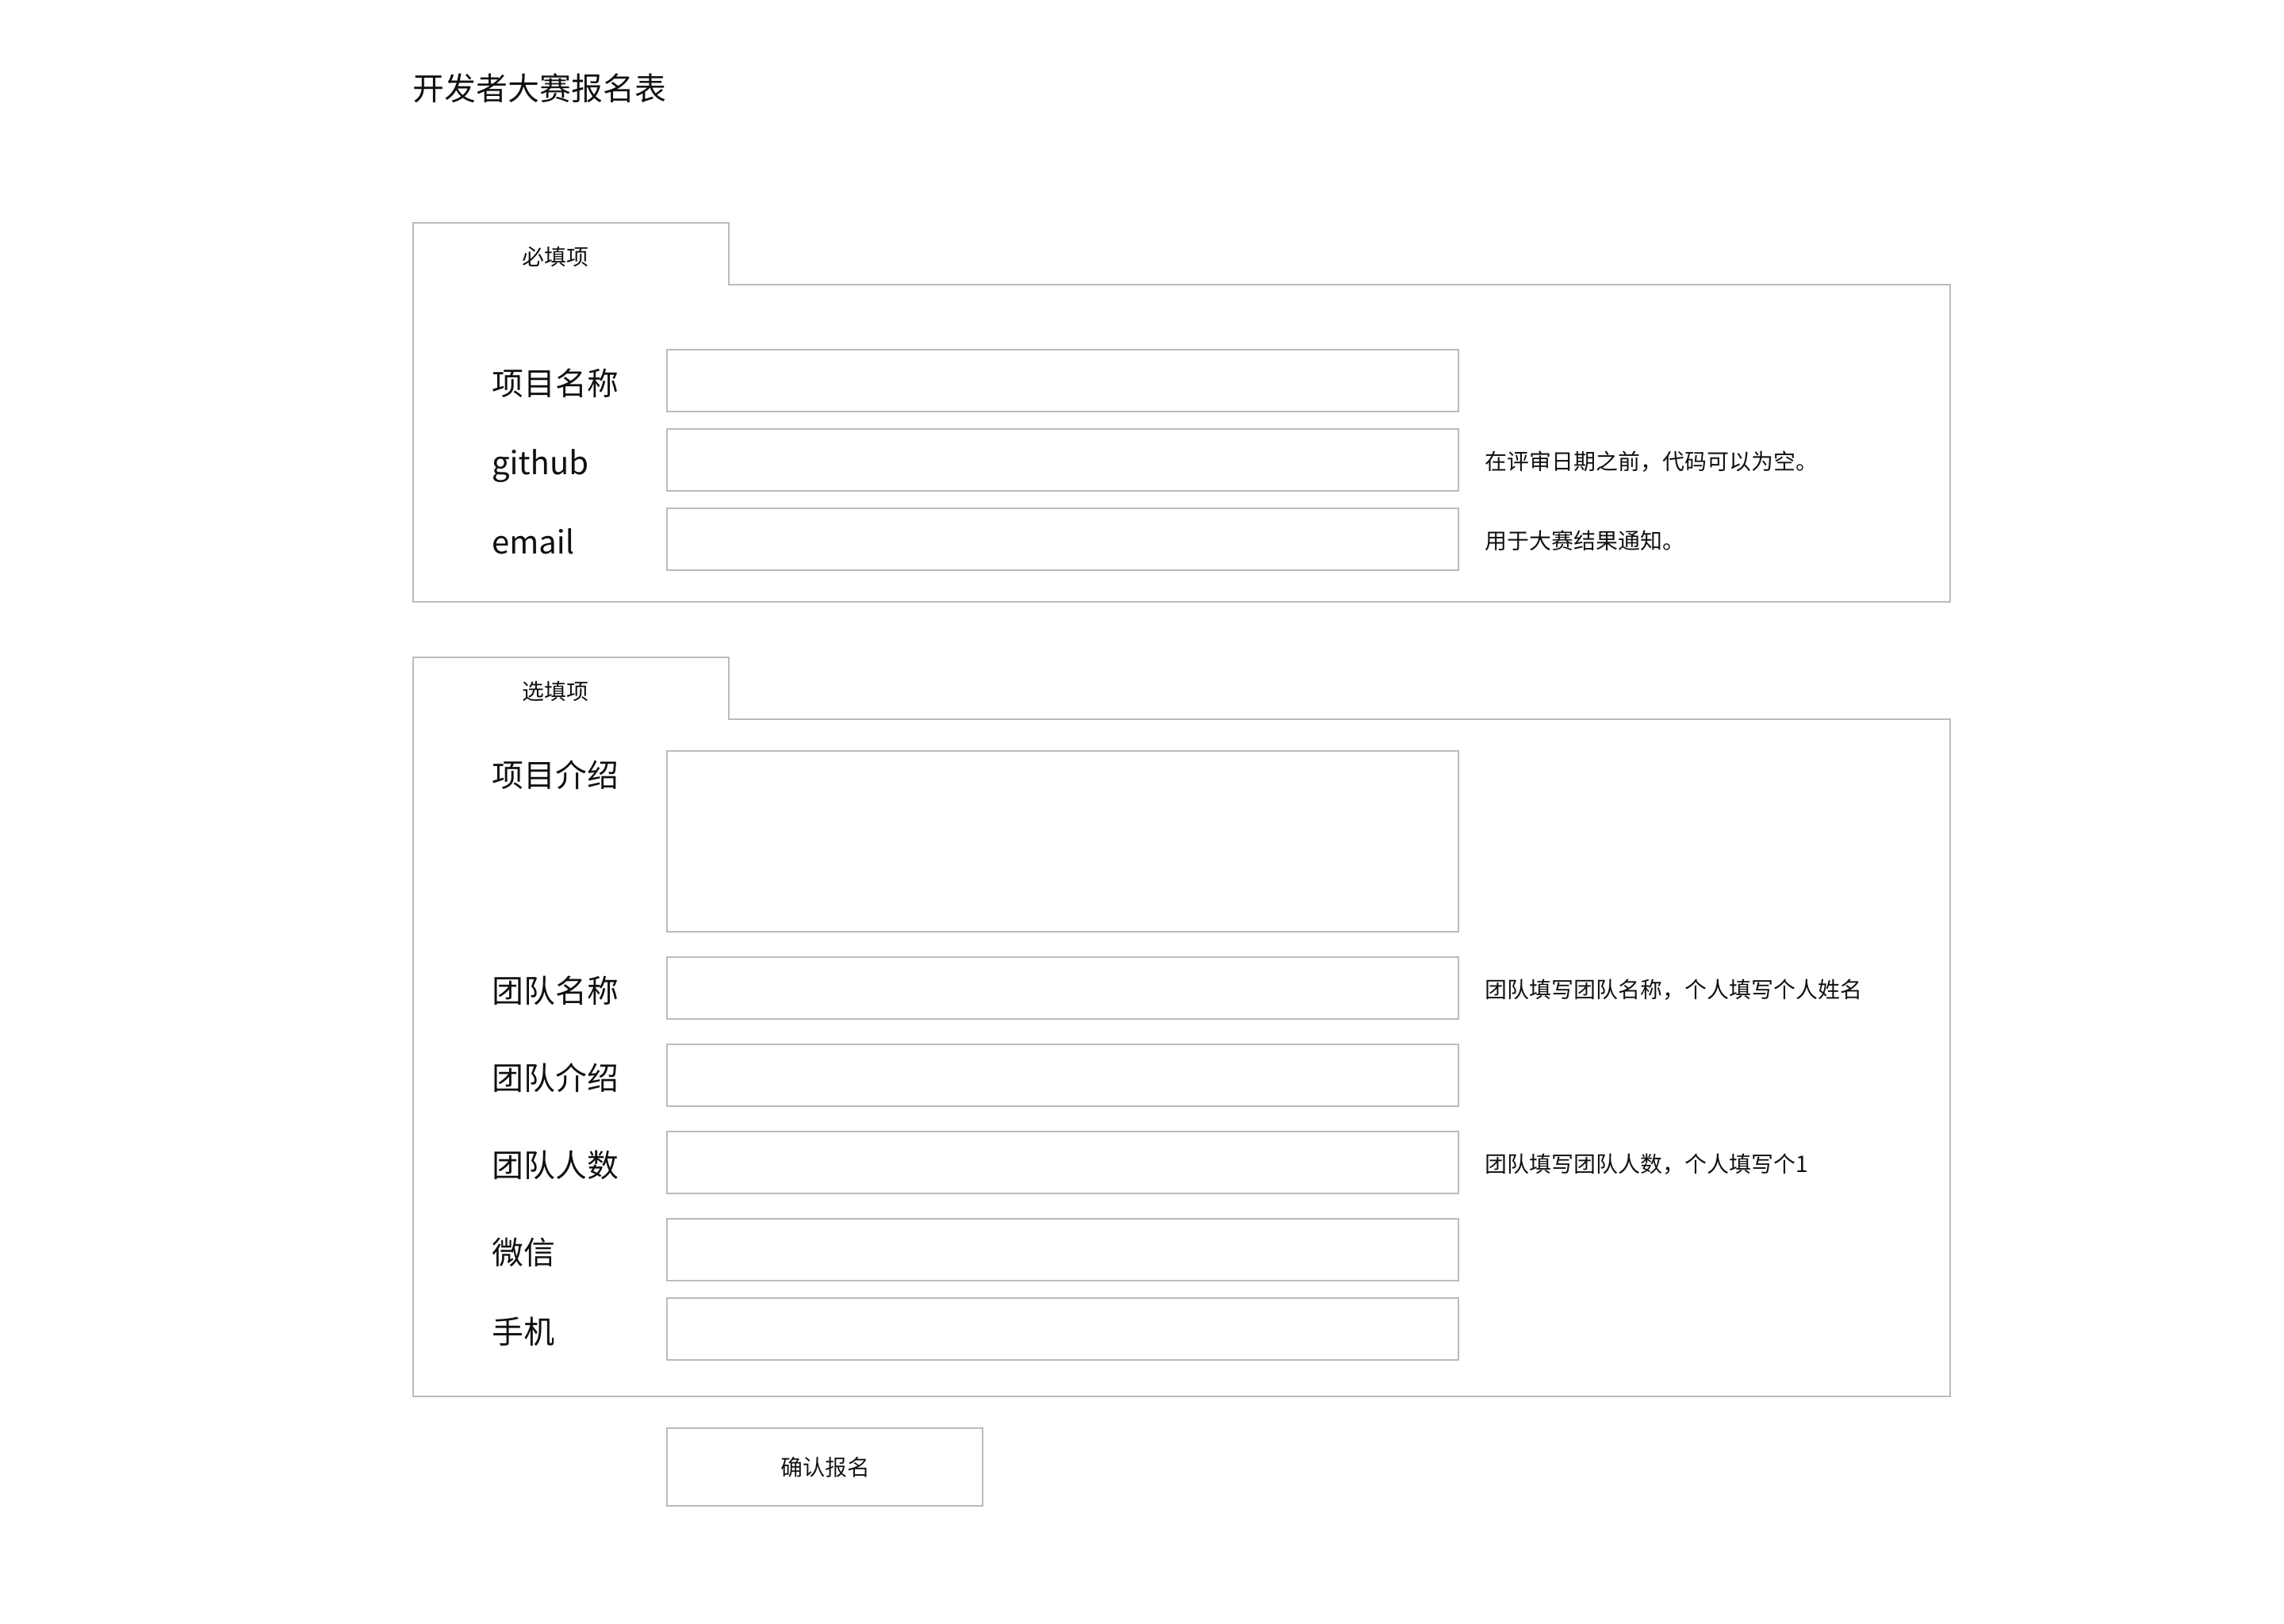 开发者大赛报名表
必填项
项目名称
github
在评审日期之前，代码可以为空。
email
用于大赛结果通知。
选填项
项目介绍
团队名称
团队填写团队名称，个人填写个人姓名
团队介绍
团队人数
团队填写团队人数，个人填写个1
微信
手机
确认报名